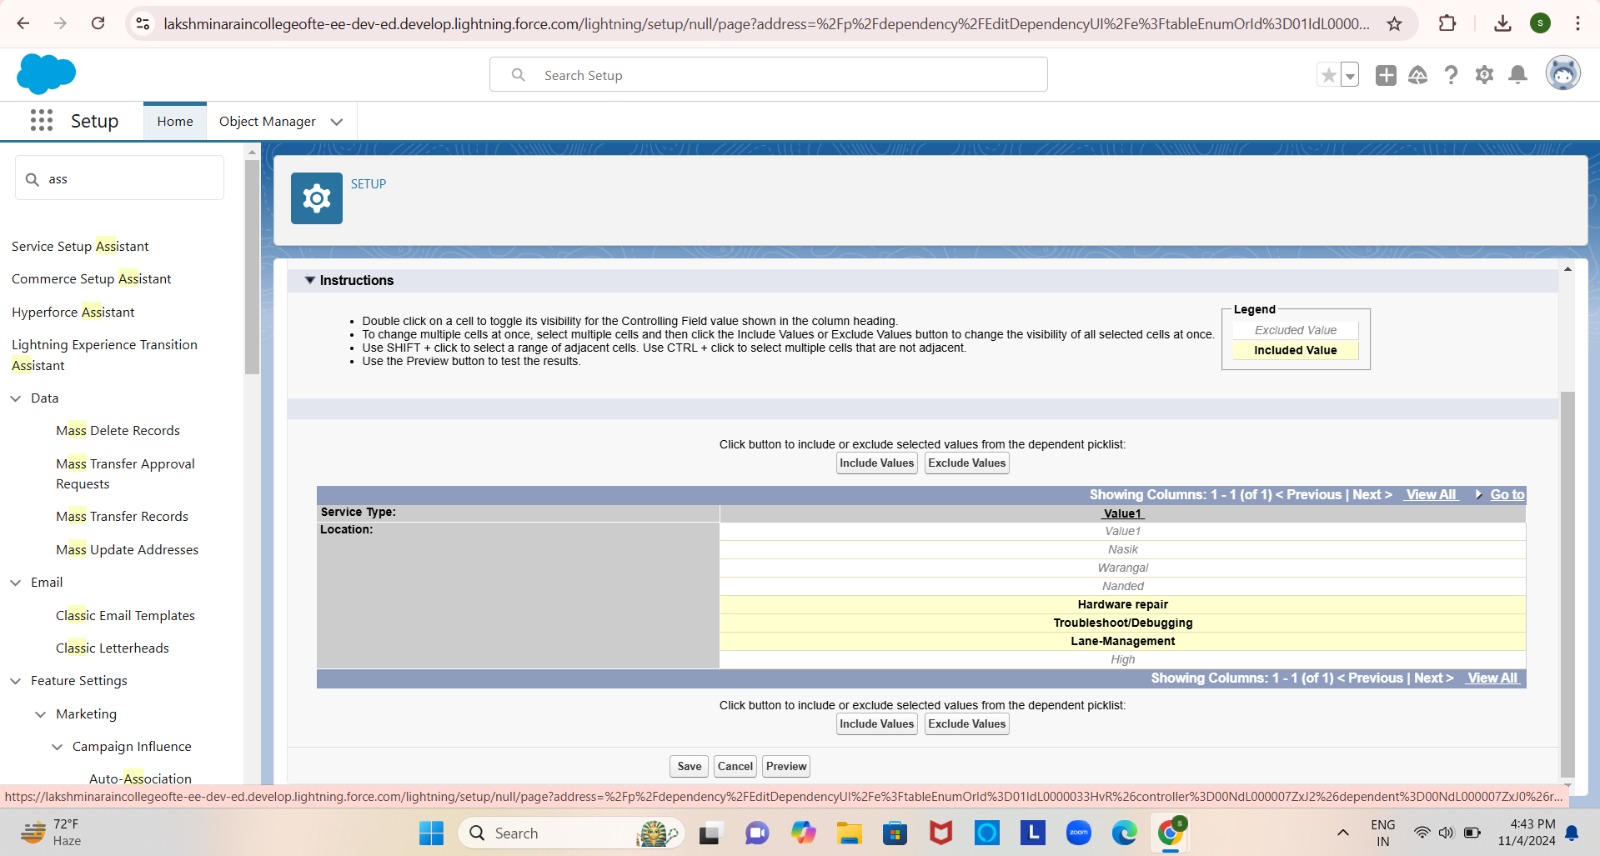 lakshminaraincollegeofte-ee-dev-ed.develop.lightning.force.com/lightning/setup/null/page?address=%2Fp%2Fdependency%2FEditDependencyUI%2Fe%3FtableEnumOrId%3D01IdL0000...
S
Search Setup
Setup
Home
Object Manager
ass
Service Setup Assistant
Commerce Setup Assistant
Hyperforce Assistant
Lightning Experience Transition
Assistant
Data
Mass Delete Records
Mass Transfer Approval
Requests
Mass Transfer Records
Mass Update Addresses
Email
Classic Email Templates
Classic Letterheads
Feature Settings
Marketing
Campaign Influence
Auto-Association
SETUP
Instructions
• Double click on a cell to toggle its visibility for the Controlling Field value shown in the column heading.
• To change multiple cells at once, select multiple cells and then click the Include Values or Exclude Values button to change the visibility of all selected cells at once.
• Use SHIFT + click to select a range of adjacent cells. Use CTRL + click to select multiple cells that are not adjacent.
• Use the Preview button to test the results.
Legend
Excluded Value
Included Value
Click button to include or exclude selected values from the dependent picklist:
Include Values Exclude Values
Showing Columns: 1 - 1 (of 1) < Previous | Next > View All Go to
Service Type: Value1
Location: Value1
Nasik
Warangal
Nanded
Hardware repair
Troubleshoot/Debugging
Lane-Management
High
Showing Columns: 1 - 1 (of 1) < Previous | Next > View All
Click button to include or exclude selected values from the dependent picklist:
Include Values Exclude Values
Save Cancel Preview
https://lakshminaraincollegeofte-ee-dev-ed.develop.lightning.force.com/lightning/setup/null/page?address=%2Fp%2Fdependency%2FEditDependencyUI%2Fe%3FtableEnumOrId%3D01IdL0000033HvR%26controller%3D00NdL000007ZxJ2%26dependent%3D00NdL000007ZxJ0%26r...
72°F
Haze
Search
L
zoom
S
ENG
IN
4:43 PM
11/4/2024